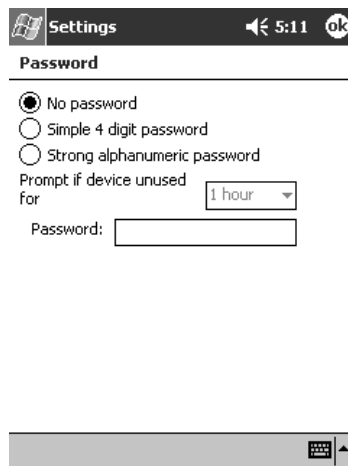 Settings 5:11 ok
Password
No password
Simple 4 digit password
Strong alphanumeric password
Prompt if device unused
for 1 hour
Password: